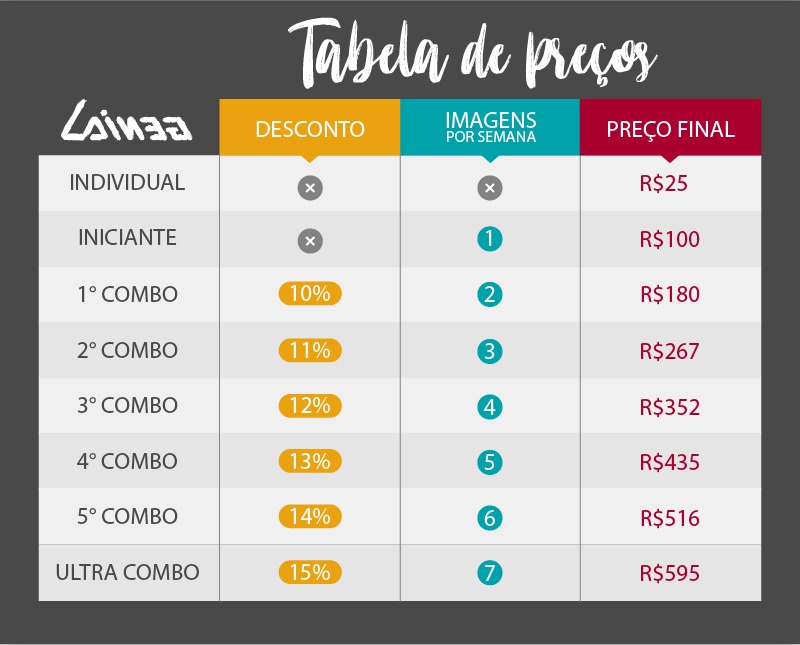 Tabela de preços
DESCONTO
IMAGENS
POR SEMANA
PREÇO FINAL
INDIVIDUAL × × R$25
INICIANTE × 1 R$100
1° COMBO 10% 2 R$180
2° COMBO 11% 3 R$267
3° COMBO 12% 4 R$352
4° COMBO 13% 5 R$435
5° COMBO 14% 6 R$516
ULTRA COMBO 15% 7 R$595